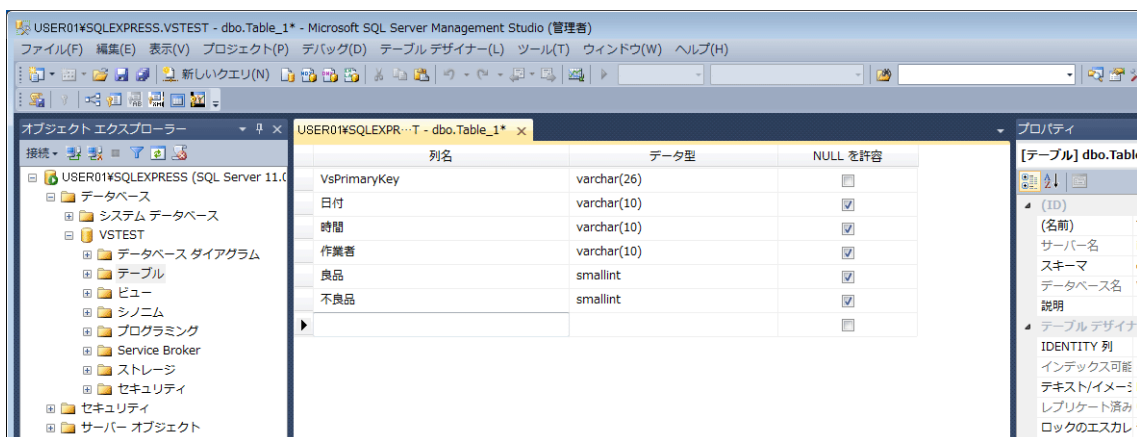 USER01¥SQLEXPRESS.VSTEST - dbo.Table_1* - Microsoft SQL Server Management Studio (管理者)
ファイル(F) 編集(E) 表示(V) プロジェクト(P) デバッグ(D) テーブル デザイナー(L) ツール(T) ウィンドウ(W) ヘルプ(H)
新しいクエリ(N)
オブジェクト エクスプローラー
接続
USER01¥SQLEXPRESS (SQL Server 11.0
データベース
システム データベース
VSTEST
データベース ダイアグラム
テーブル
ビュー
シノニム
プログラミング
Service Broker
ストレージ
セキュリティ
セキュリティ
サーバー オブジェクト
USER01¥SQLEXPR…T - dbo.Table_1*
列名 データ型 NULL を許容
VsPrimaryKey varchar(26)
日付 varchar(10)
時間 varchar(10)
作業者 varchar(10)
良品 smallint
不良品 smallint
プロパティ
[テーブル] dbo.Table
(ID)
(名前)
サーバー名
スキーマ
データベース名
説明
テーブル デザイナ
IDENTITY 列
インデックス可能
テキスト/イメージ
レプリケート済み
ロックのエスカレ